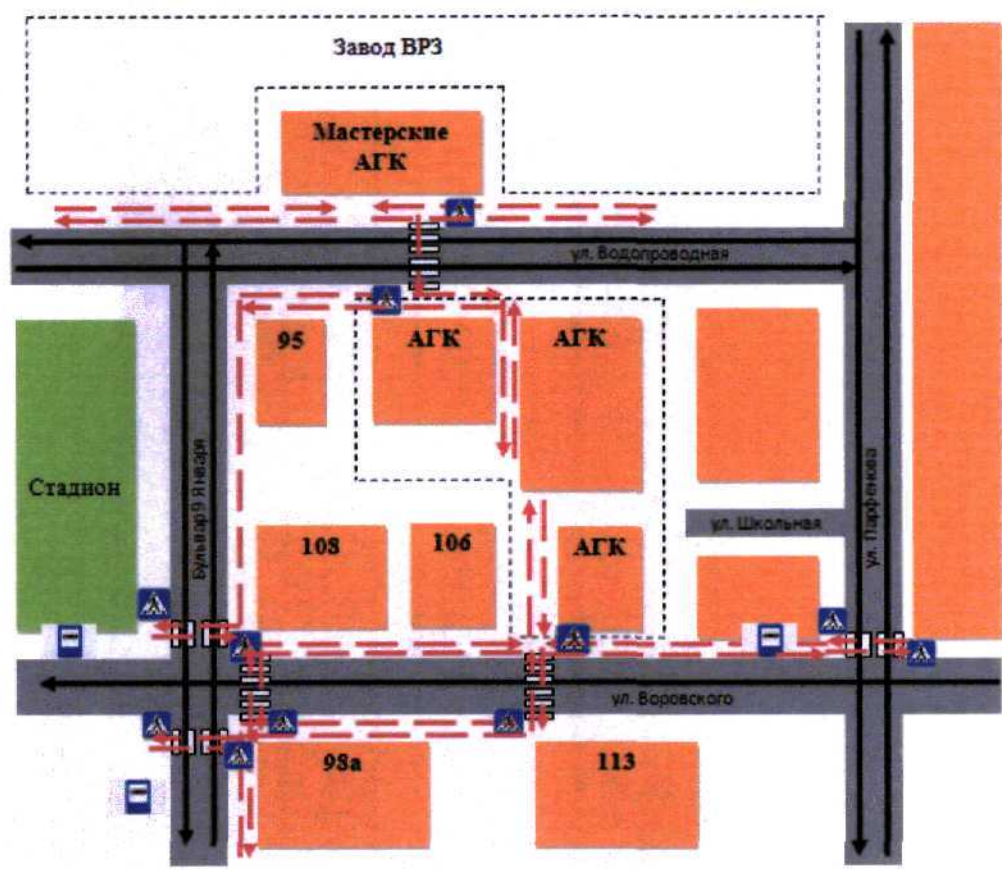 Завод ВРЗ
Мастерские
АГК
ул. Водопроводная
95
АГК
АГК
Стадион
Бульвар 9 Января
ул. Парфенова
ул. Школьная
108
106
АГК
ул. Воровского
98а
113